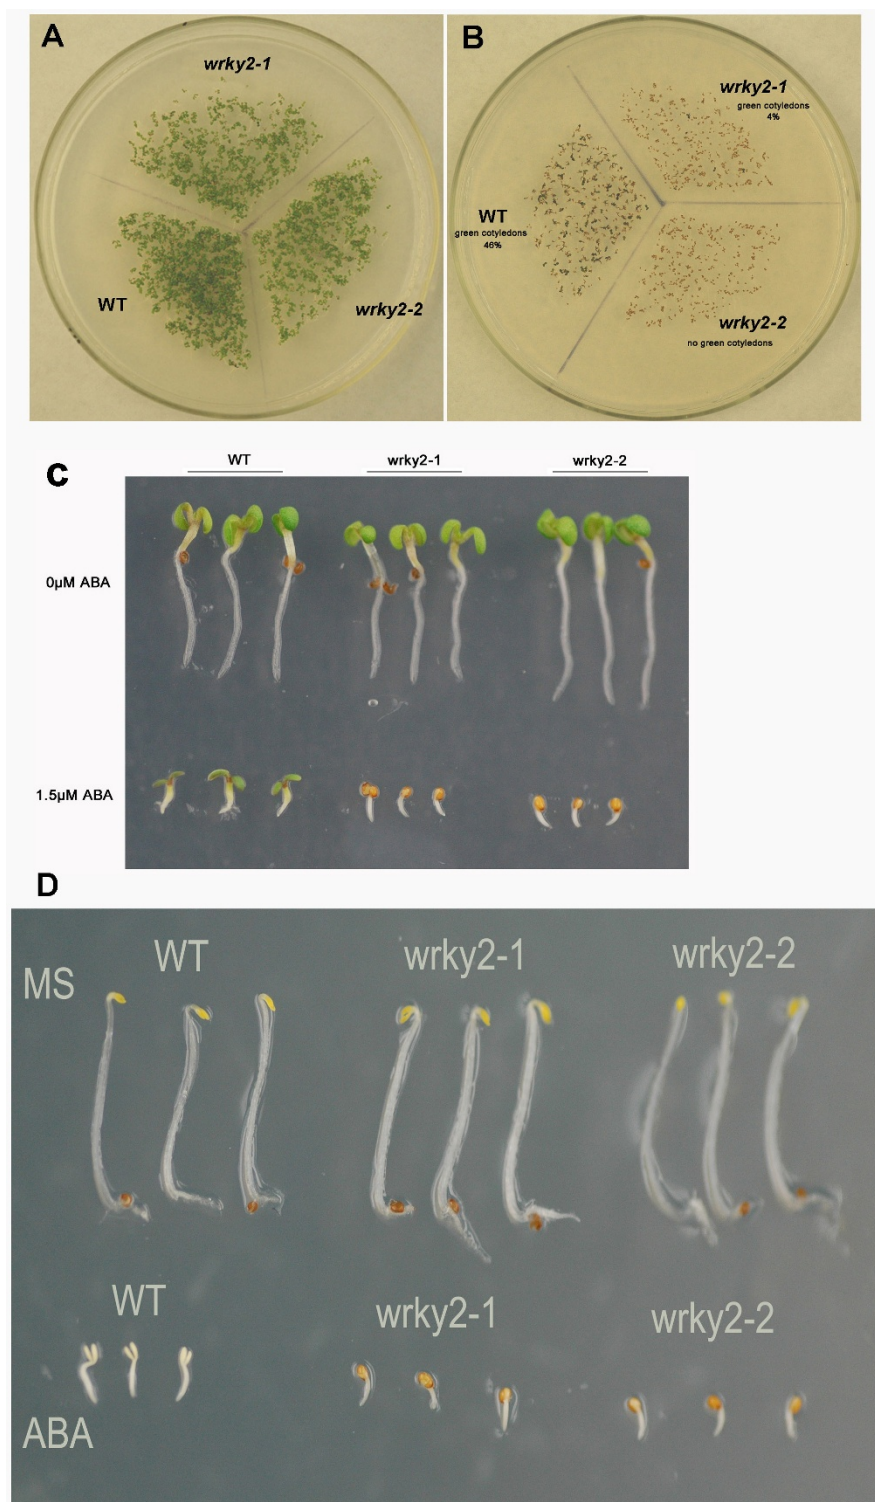 A
wrky2-1
WT
wrky2-2
B
wrky2-1
green cotyledons
4%
WT
green cotyledons
46%
wrky2-2
no green cotyledons
C
WT
wrky2-1
wrky2-2
0µM ABA
1.5µM ABA
D
MS
WT
wrky2-1
wrky2-2
WT
wrky2-1
wrky2-2
ABA